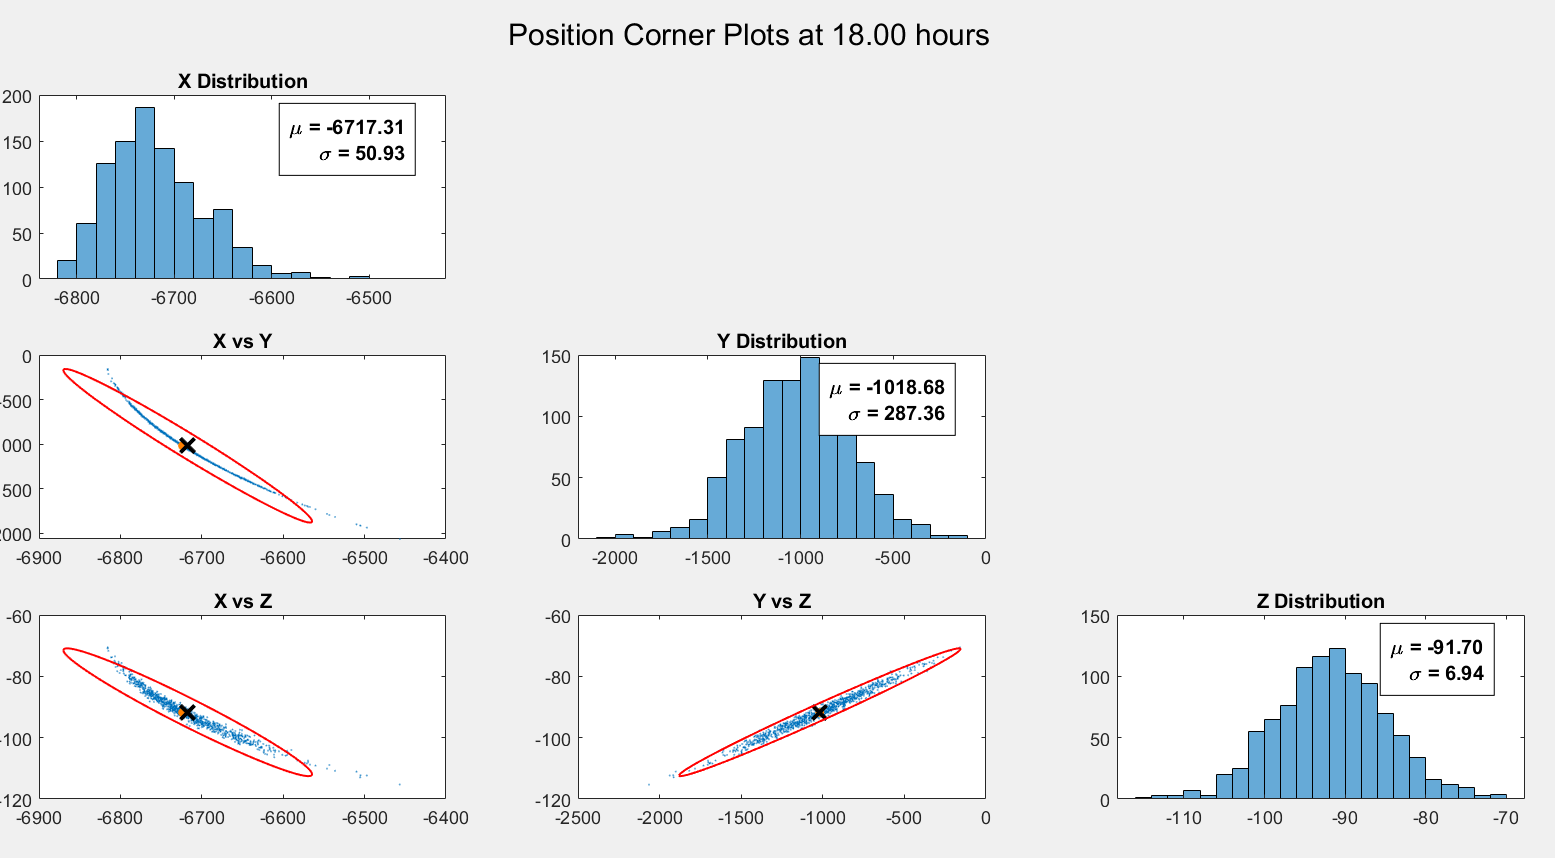 Position Corner Plots at 18.00 hours
X Distribution
200
150
100
50
0
μ = -6717.31
σ = 50.93
-6800 -6700 -6600 -6500
X vs Y
0
-500
000
500
2000
-6900 -6800 -6700 -6600 -6500 -6400
Y Distribution
150
100
50
0
μ = -1018.68
σ = 287.36
-2000 -1500 -1000 -500 0
X vs Z
-60
-80
-100
-120
-6900 -6800 -6700 -6600 -6500 -6400
Y vs Z
-60
-80
-100
-120
-2500 -2000 -1500 -1000 -500 0
Z Distribution
150
100
50
0
μ = -91.70
σ = 6.94
-110 -100 -90 -80 -70